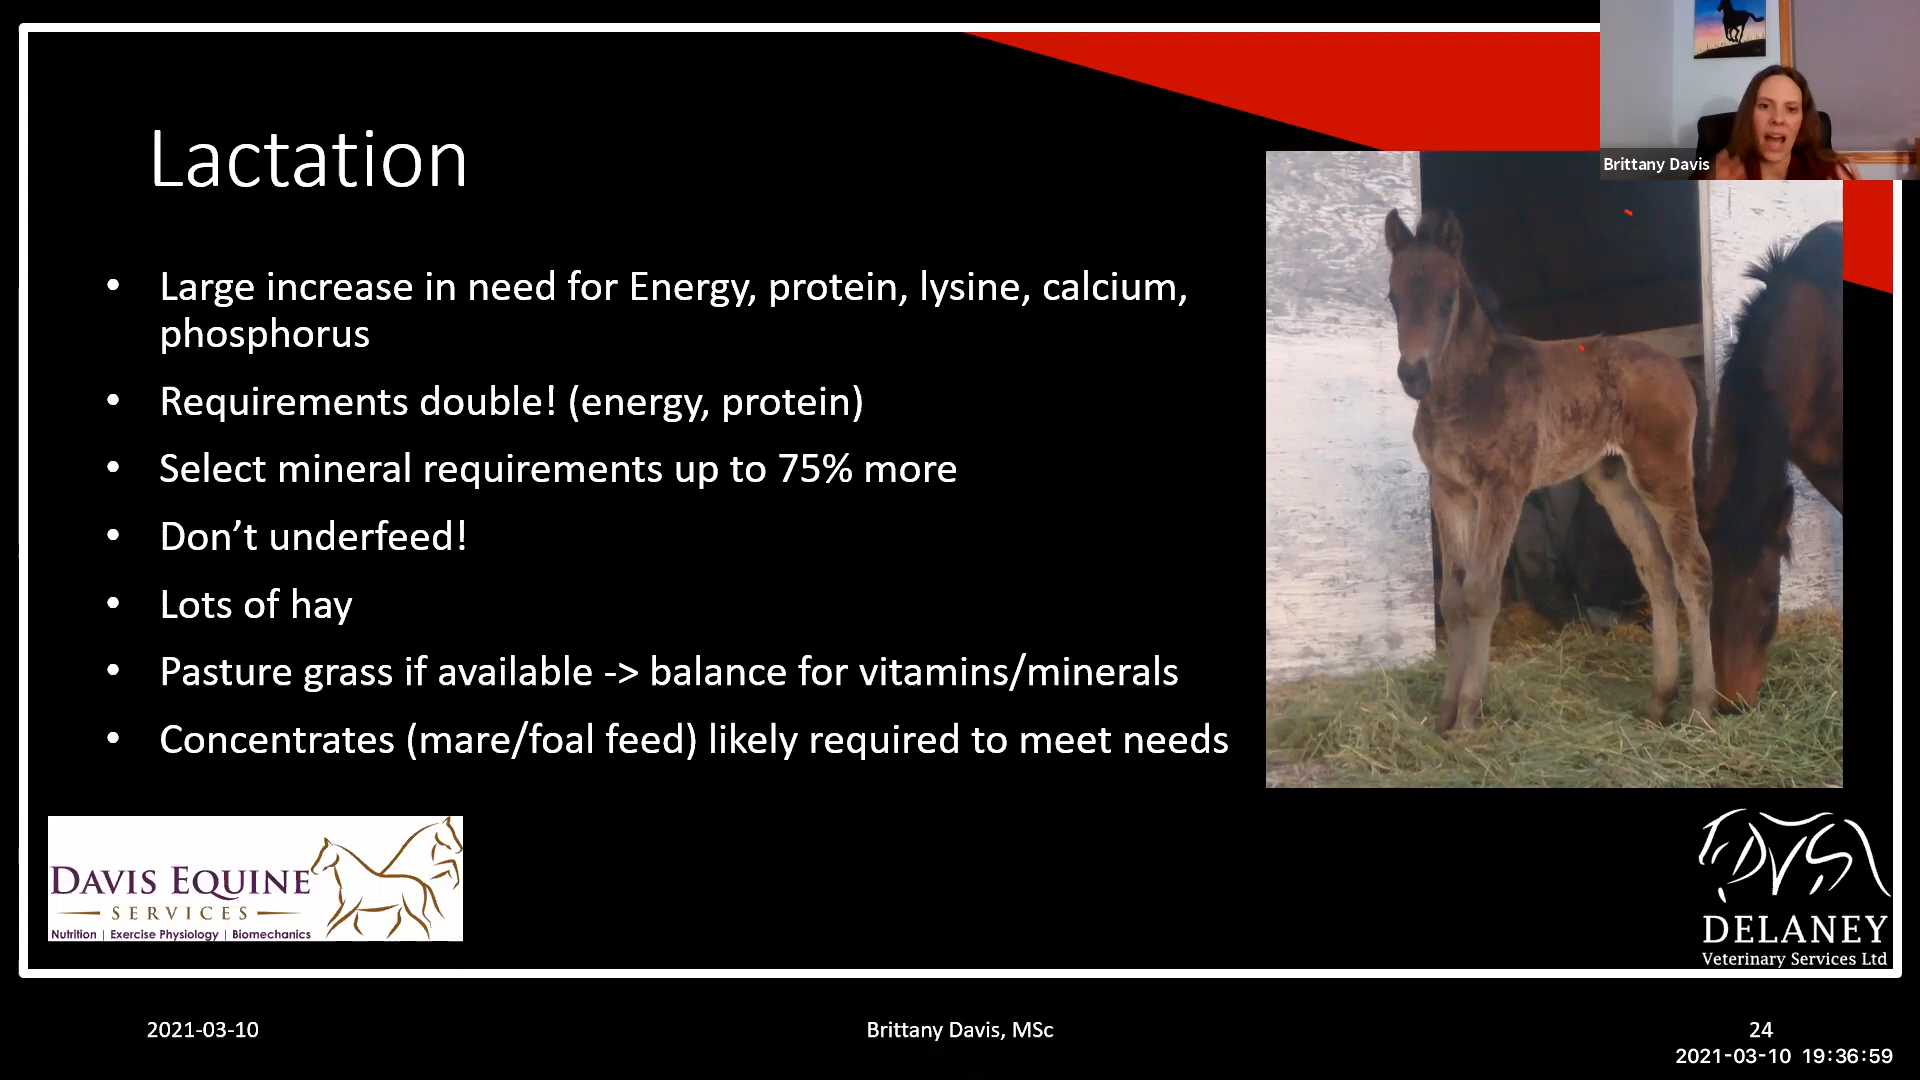 Brittany Davis
Lactation
• Large increase in need for Energy, protein, lysine, calcium,
phosphorus
• Requirements double! (energy, protein)
• Select mineral requirements up to 75% more
• Don’t underfeed!
• Lots of hay
• Pasture grass if available -> balance for vitamins/minerals
• Concentrates (mare/foal feed) likely required to meet needs
DAVIS EQUINE
SERVICES
Nutrition | Exercise Physiology | Biomechanics
DVS
DELANEY
Veterinary Services Ltd
2021-03-10
Brittany Davis, MSc
24
2021-03-10 19:36:59